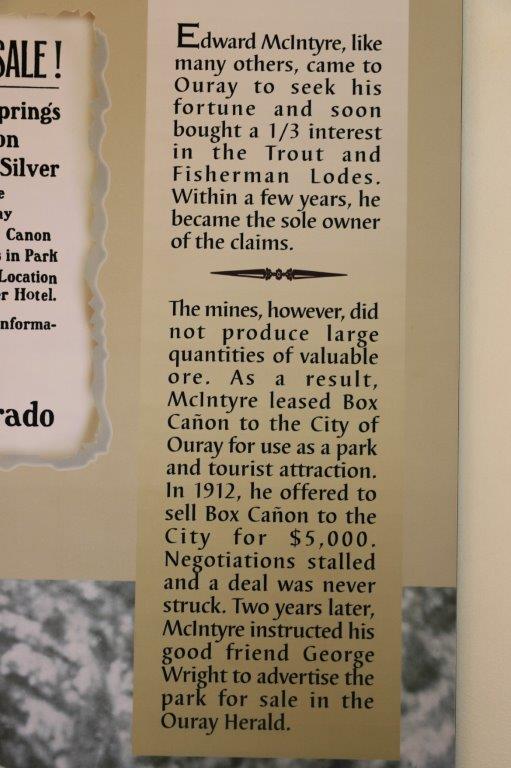 SALE!
on
Silver
Canon
in Park
Location
Hotel.
Edward McIntyre, like
many others, came to
Ouray to seek his
fortune and soon
bought a 1/3 interest
in the Trout and
Fisherman Lodes.
Within a few years, he
became the sole owner
of the claims.
The mines, however, did
not produce large
quantities of valuable
ore. As a result,
McIntyre leased Box
Cañon to the City of
Ouray for use as a park
and tourist attraction.
In 1912, he offered to
sell Box Cañon to the
City for $5,000.
Negotiations stalled
and a deal was never
struck. Two years later,
McIntyre instructed his
good friend George
Wright to advertise the
park for sale in the
Ouray Herald.